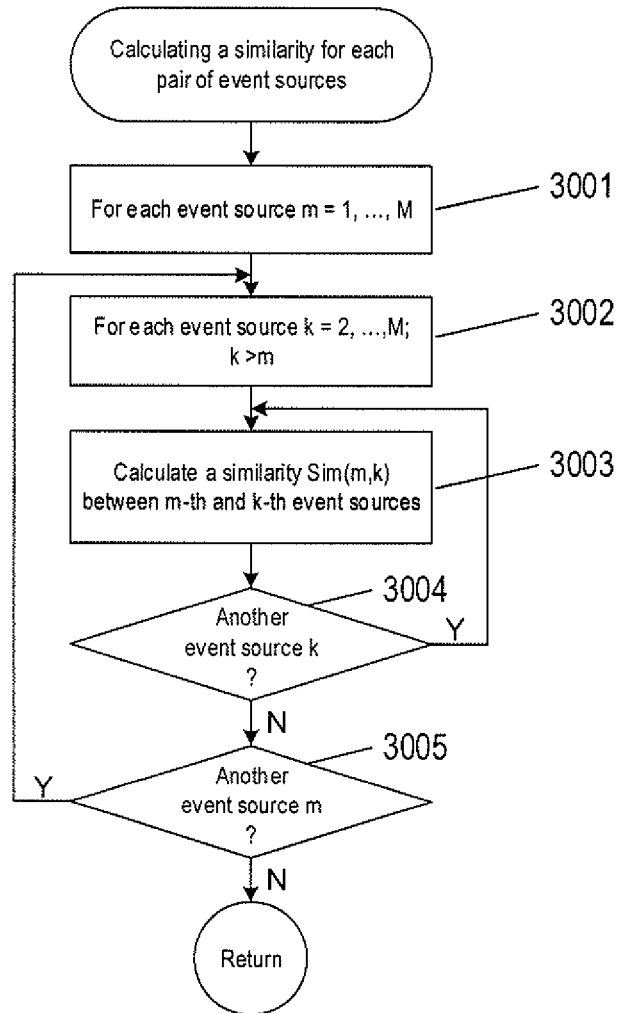 Calculating a similarity for each
pair of event sources
For each event source m = 1, ..., M
3001
For each event source k = 2, ...,M;
k >m
3002
Calculate a similarity Sim(m,k)
between m-th and k-th event sources
3003
3004
Another
event source k
?
Y
N
3005
Another
event source m
?
Y
N
Return